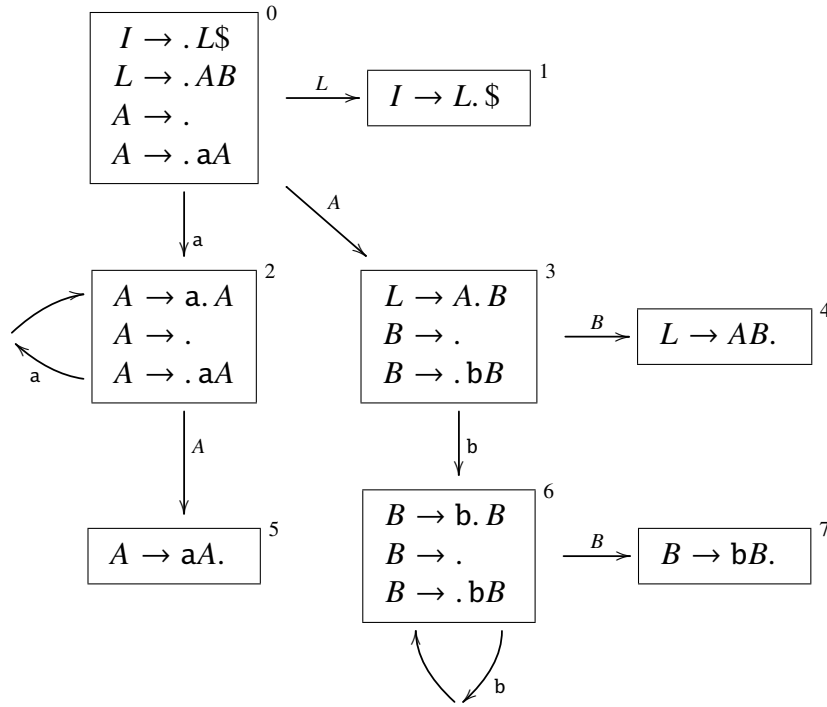 0
I → . L$
L → . AB
A → .
A → . aA
L
1
I → L. $
a
A
2
A → a. A
A → .
A → . aA
a
3
L → A. B
B → .
B → . bB
B
4
L → AB.
A
b
5
A → aA.
6
B → b. B
B → .
B → . bB
B
7
B → bB.
b